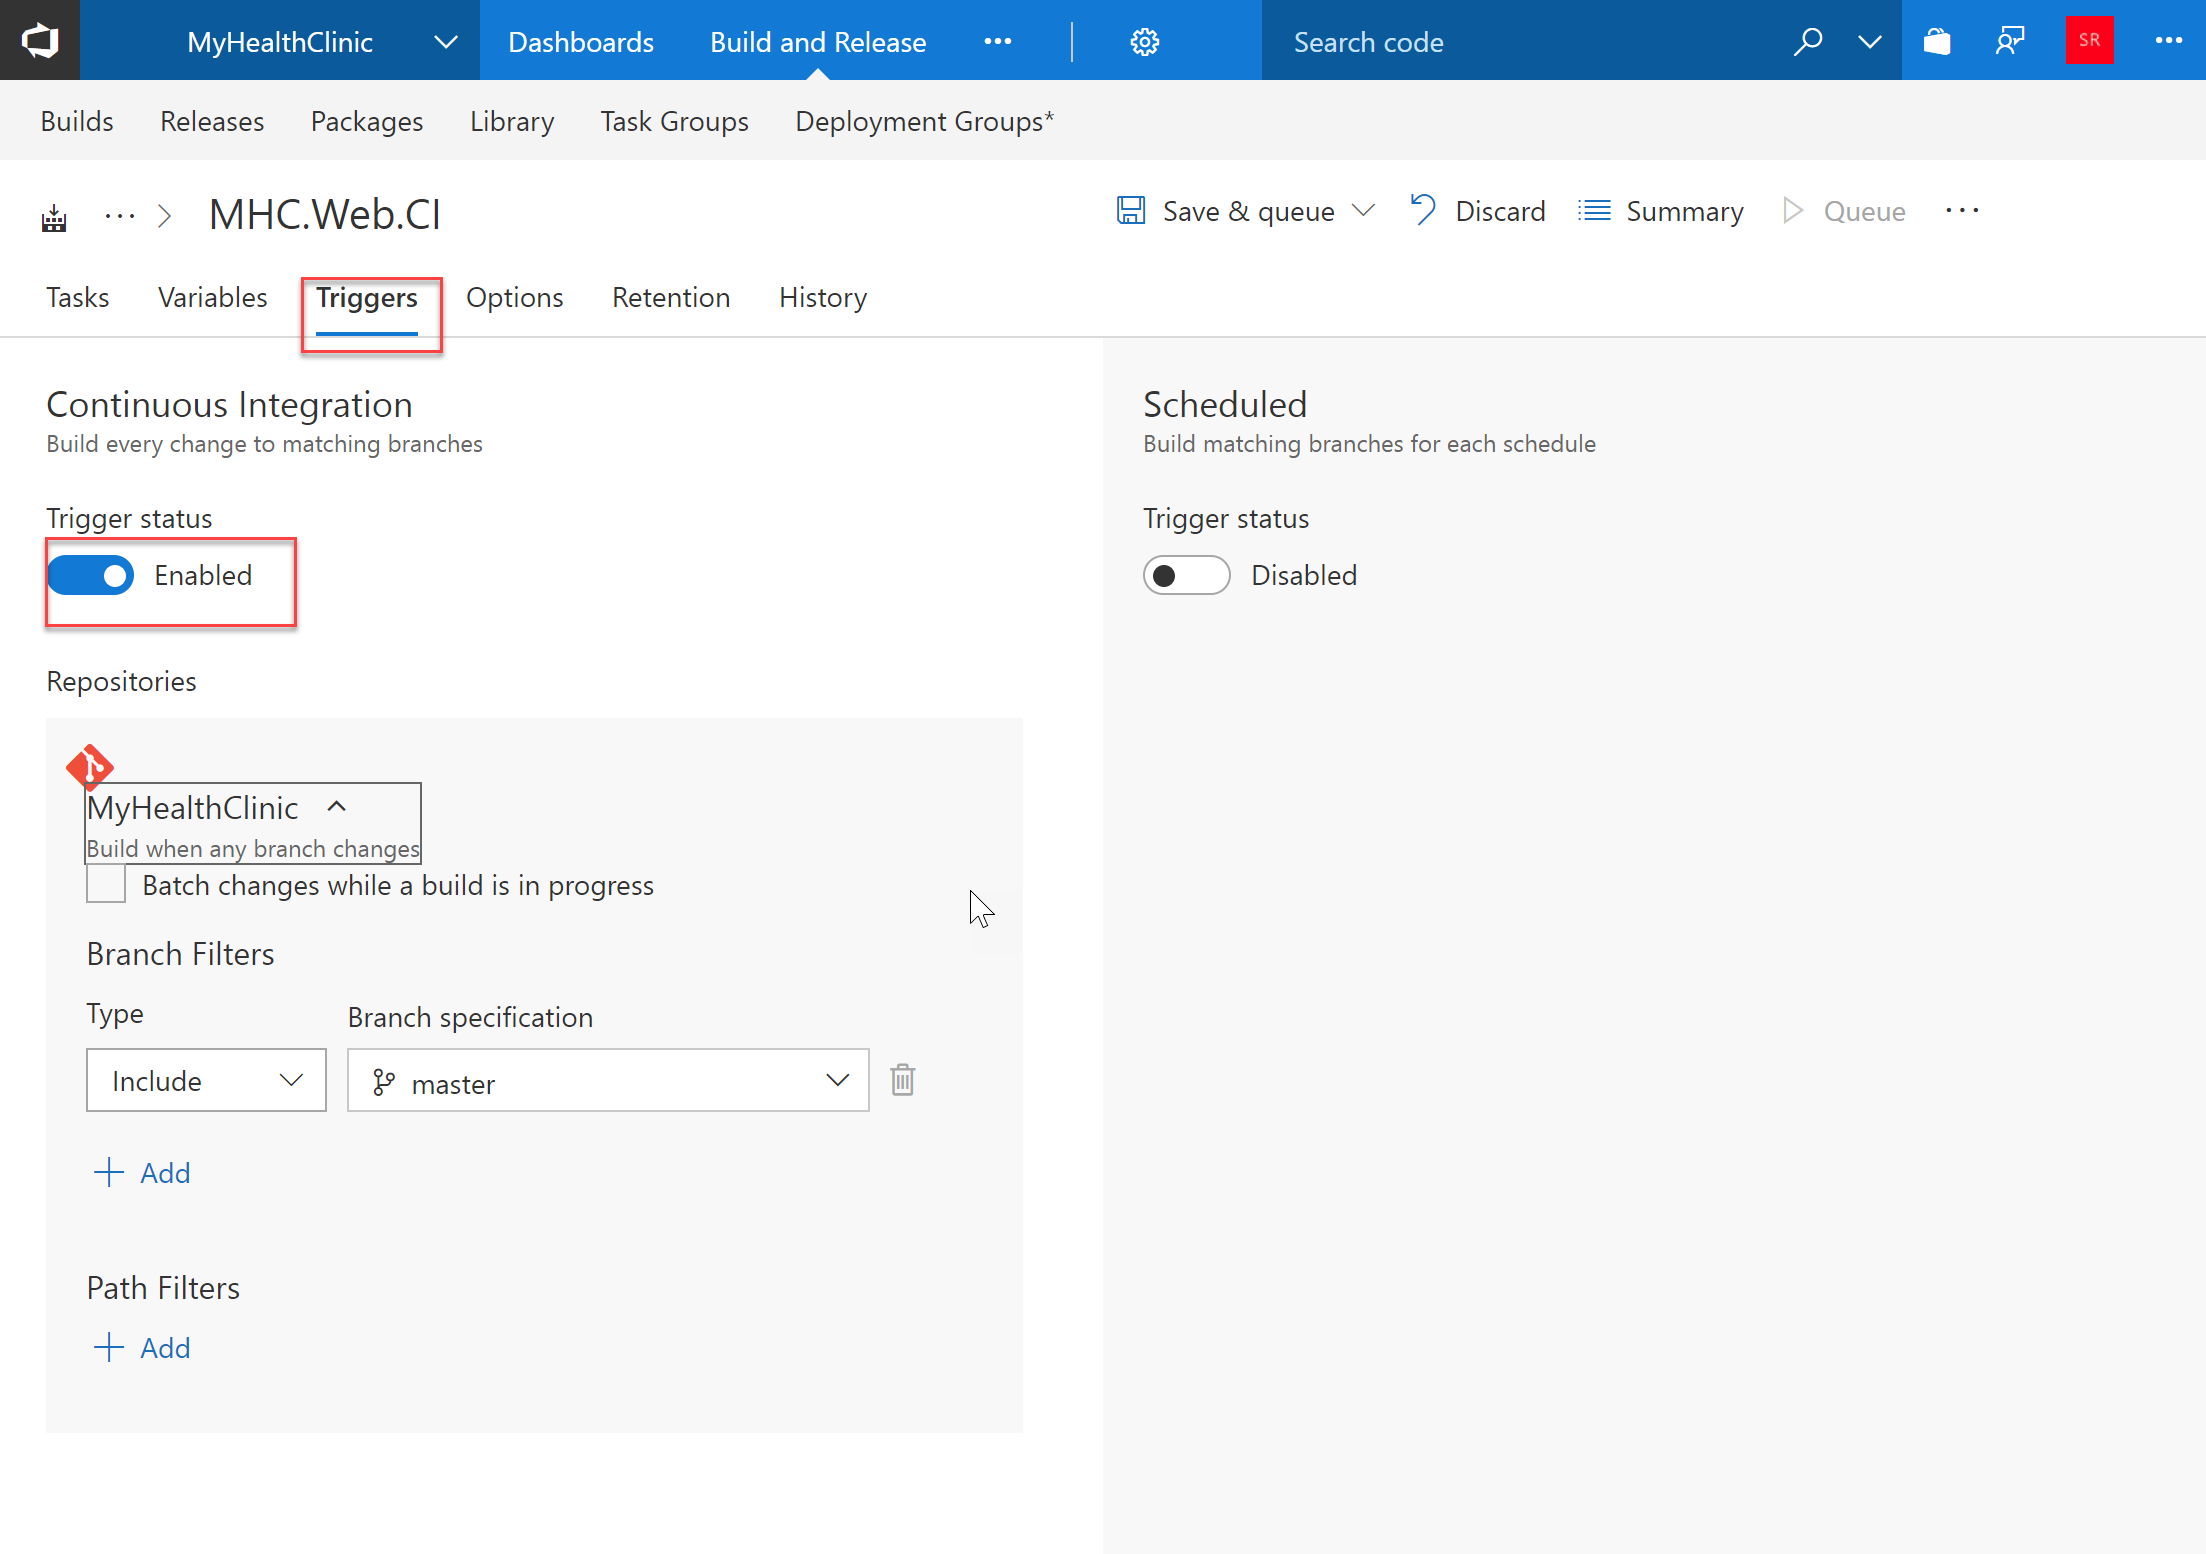 MyHealthClinic Dashboards Build and Release ... Search code SR ...
Builds Releases Packages Library Task Groups Deployment Groups*
... MHC.Web.CI Save & queue Discard Summary Queue ...
Tasks Variables Triggers Options Retention History
Continuous Integration
Build every change to matching branches
Trigger status
Enabled
Repositories
MyHealthClinic
Build when any branch changes
Batch changes while a build is in progress
Branch Filters
Type Branch specification
Include master
+ Add
Path Filters
+ Add
Scheduled
Build matching branches for each schedule
Trigger status
Disabled